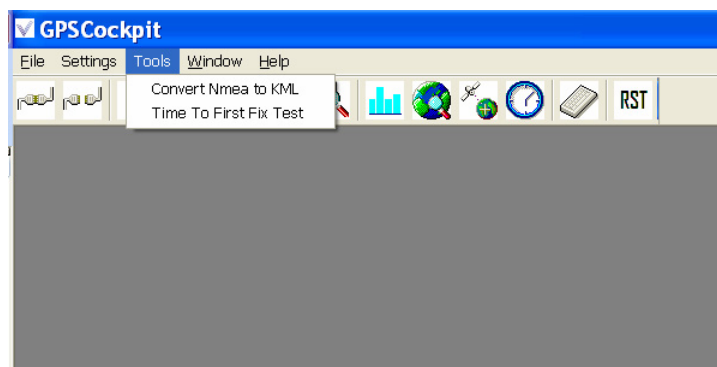 GPSCockpit
File Settings Tools Window Help
Convert Nmea to KML
Time To First Fix Test
RST